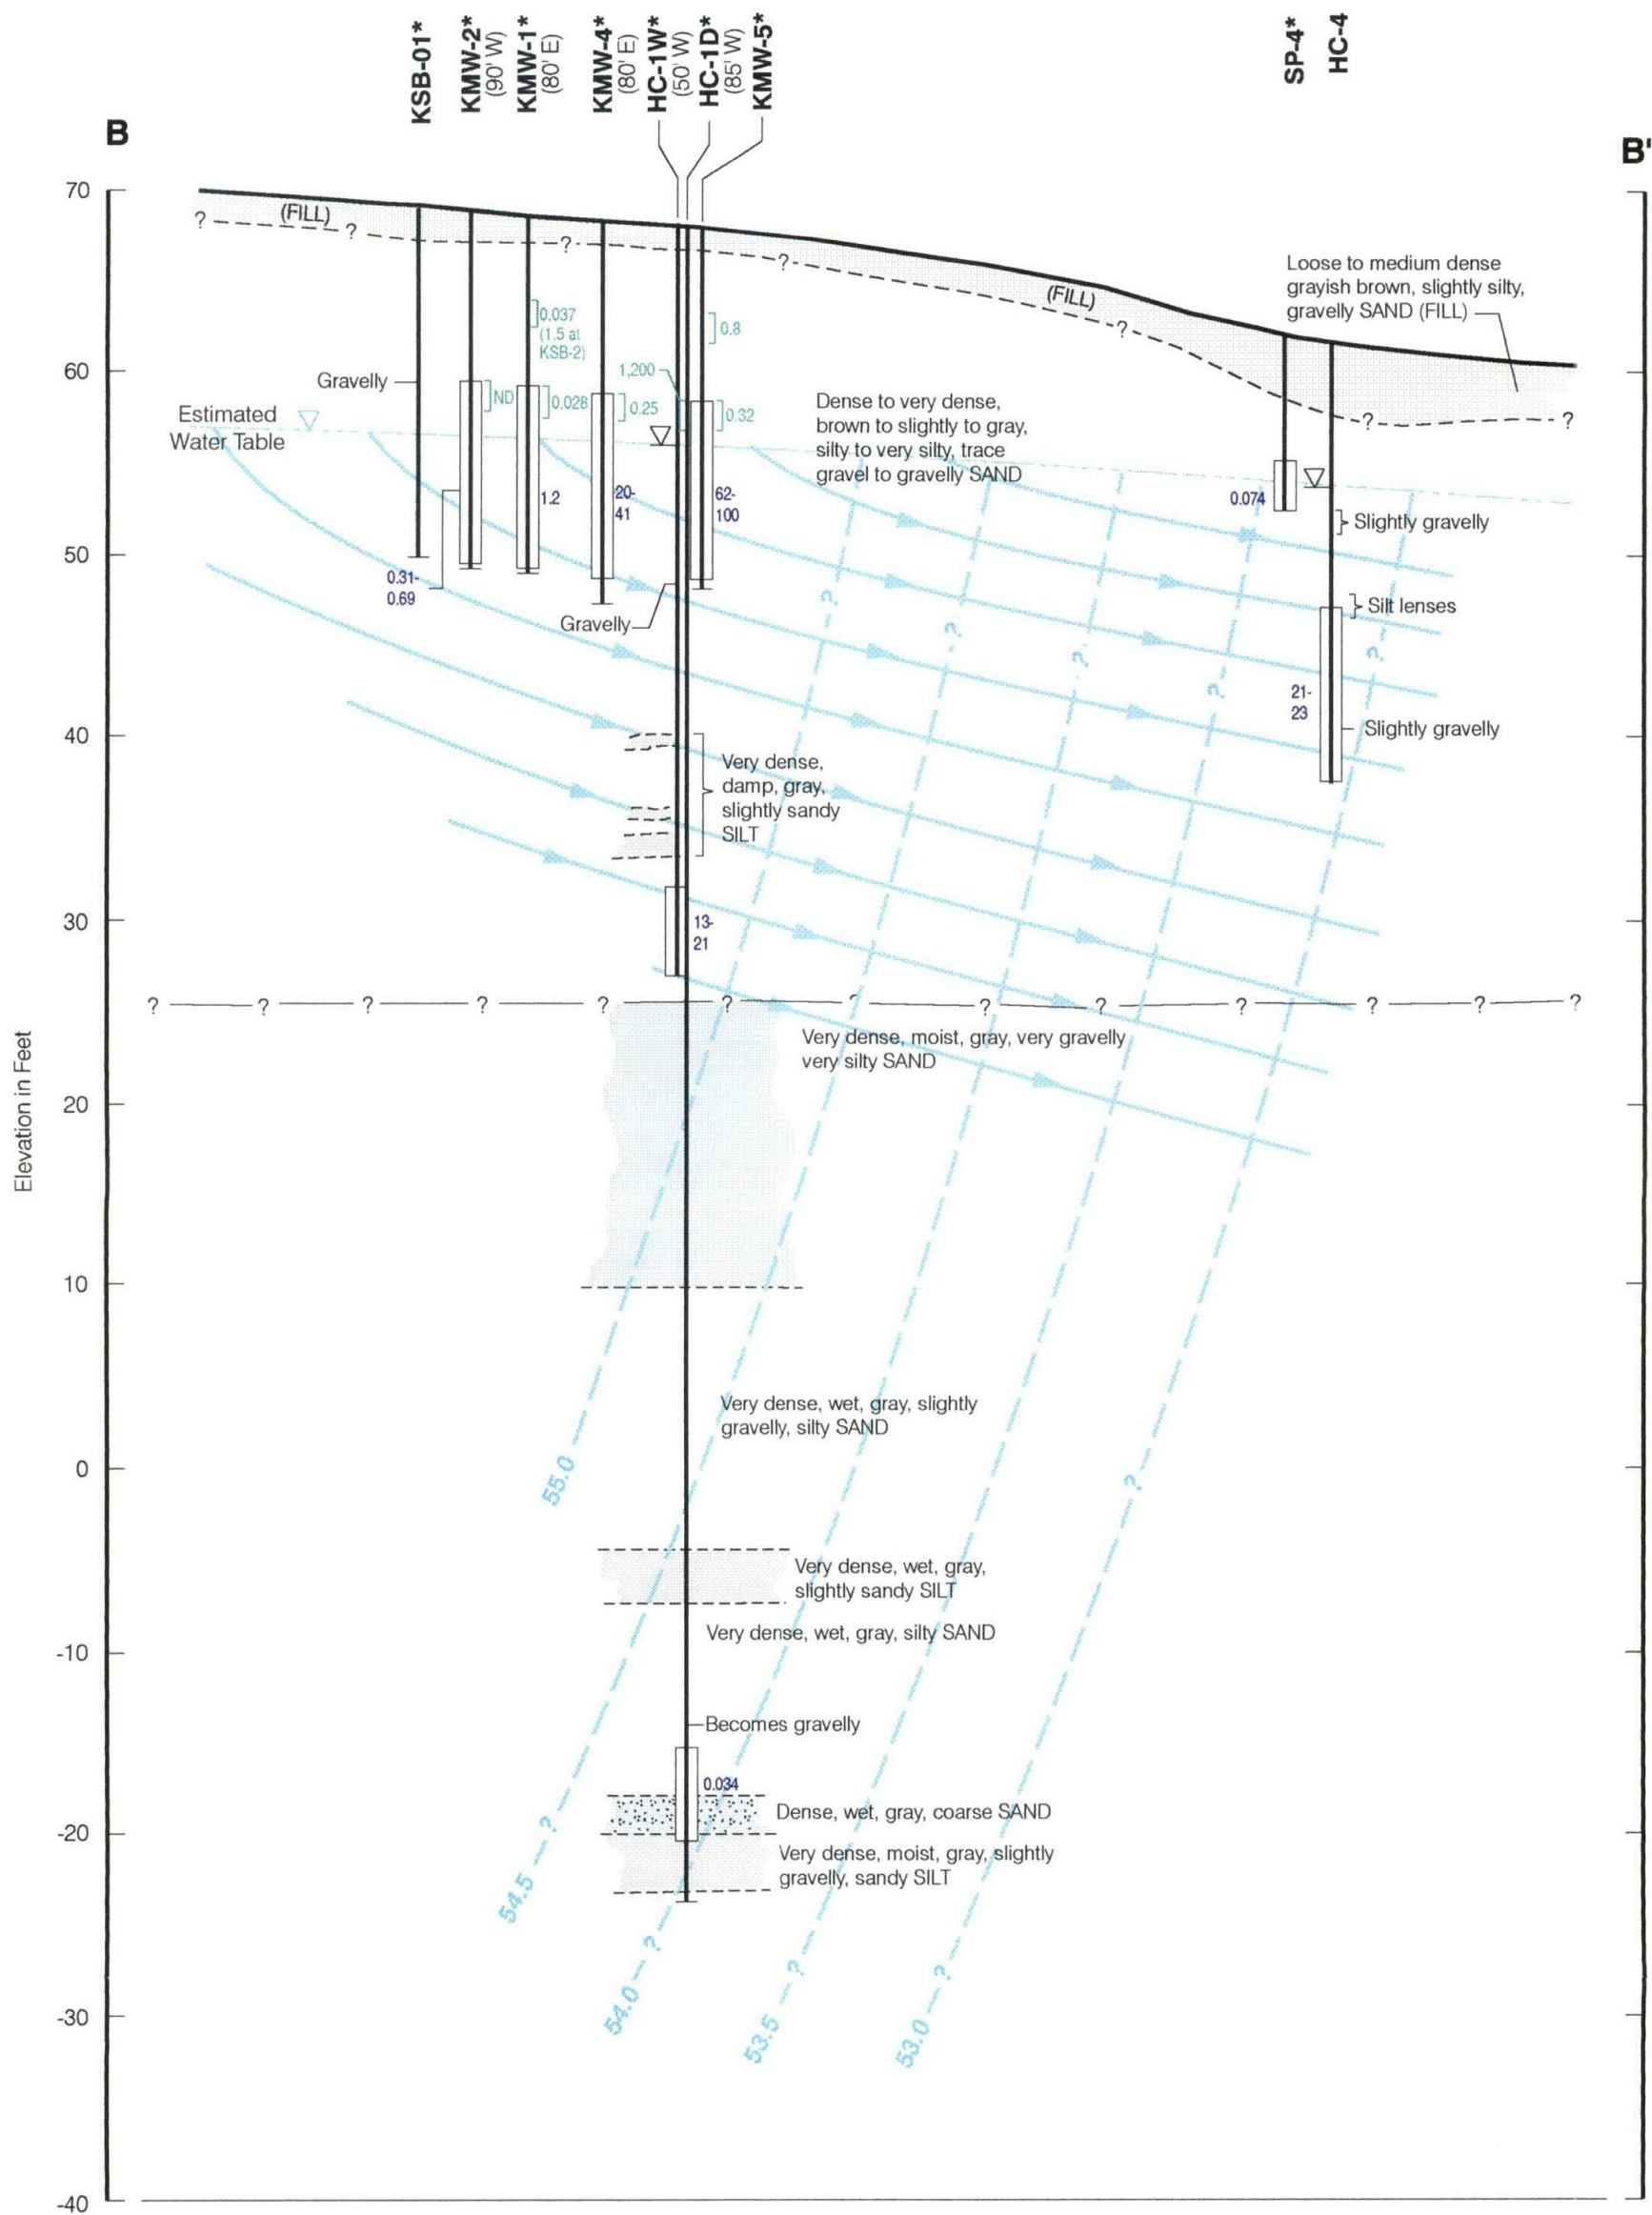 KSB-01*
KMW-2*
(90' W)
KMW-1*
(80' E)
KMW-4*
(80' E)
HC-1W*
(50' W)
HC-1D*
(85' W)
KMW-5*
SP-4*
HC-4
B
B'
70
60
50
40
30
20
10
0
-10
-20
-30
-40
Elevation in Feet
? (FILL) ? ? ? (FILL) ? ? ?
Loose to medium dense
grayish brown, slightly silty,
gravelly SAND (FILL)
0.037
(1.5 at
KSB-2)
0.8
1,200
Gravelly
ND
0.028
0.25
0.32
Estimated
Water Table
Dense to very dense,
brown to slightly to gray,
silty to very silty, trace
gravel to gravelly SAND
1.2
20-
41
62-
100
0.074
Slightly gravelly
0.31-
0.69
Gravelly
Silt lenses
? ? ? ? ?
21-
23
Slightly gravelly
Very dense,
damp, gray,
slightly sandy
SILT
13-
21
? ? ? ? ? ? ? ? ? ? ? ? ?
Very dense, moist, gray, very gravelly
very silty SAND
Very dense, wet, gray, slightly
gravelly, silty SAND
55.0
?
Very dense, wet, gray,
slightly sandy SILT
Very dense, wet, gray, silty SAND
Becomes gravelly
0.034
Dense, wet, gray, coarse SAND
Very dense, moist, gray, slightly
gravelly, sandy SILT
54.5 ?
54.0 ?
53.5 ?
53.0 ?